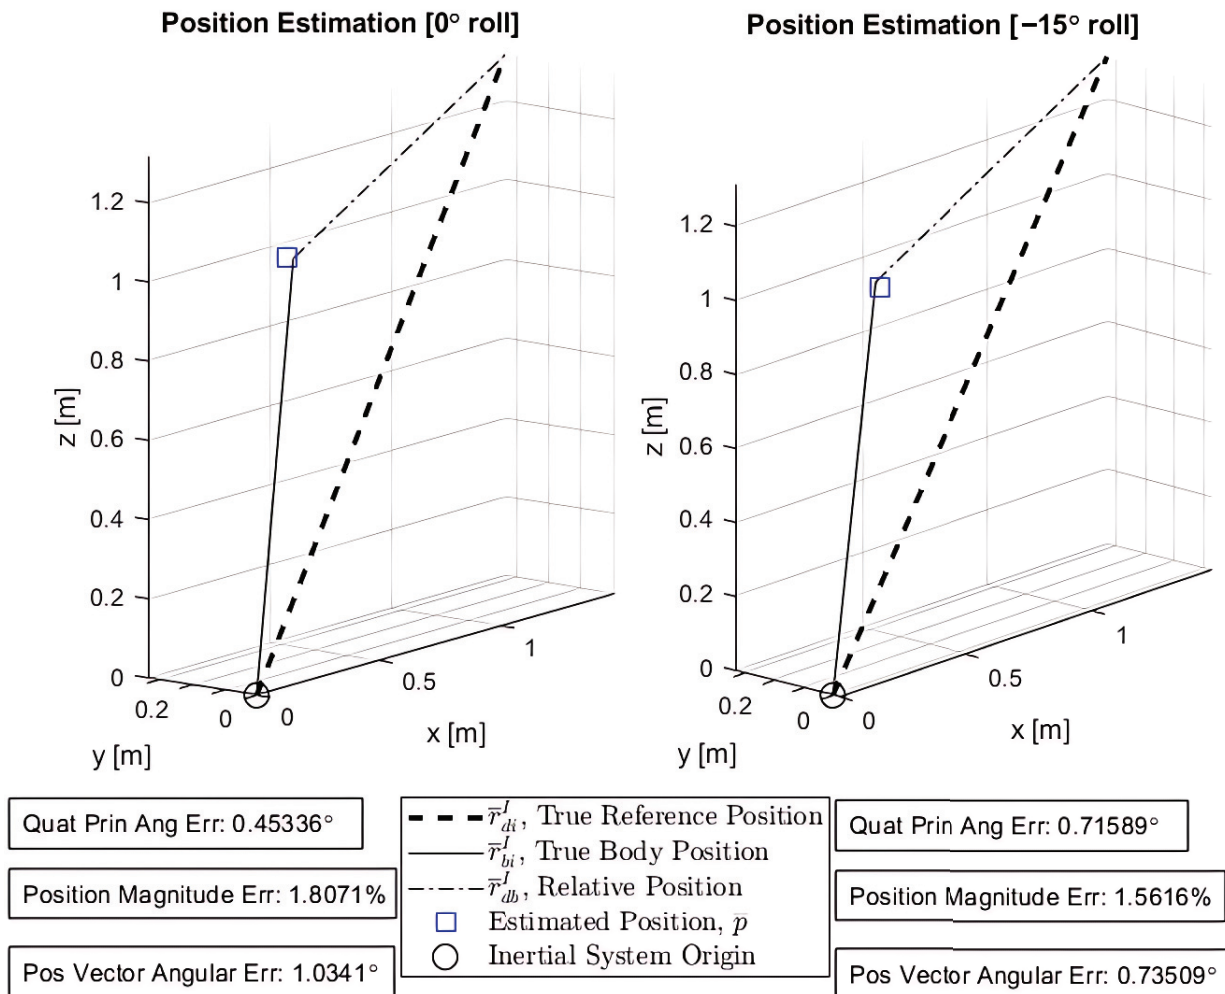 Position Estimation [0° roll]
1.2
1
0.8
0.6
0.4
0.2
0
z [m]
0.2
0
y [m]
0
0.5
1
x [m]
Position Estimation [−15° roll]
1.2
1
0.8
0.6
0.4
0.2
0
z [m]
0.2
0
y [m]
0
0.5
1
x [m]
Quat Prin Ang Err: 0.45336°
Position Magnitude Err: 1.8071%
Pos Vector Angular Err: 1.0341°
r̅ᴵ_di, True Reference Position
r̅ᴵ_bi, True Body Position
r̅ᴵ_db, Relative Position
Estimated Position, p̅
Inertial System Origin
Quat Prin Ang Err: 0.71589°
Position Magnitude Err: 1.5616%
Pos Vector Angular Err: 0.73509°